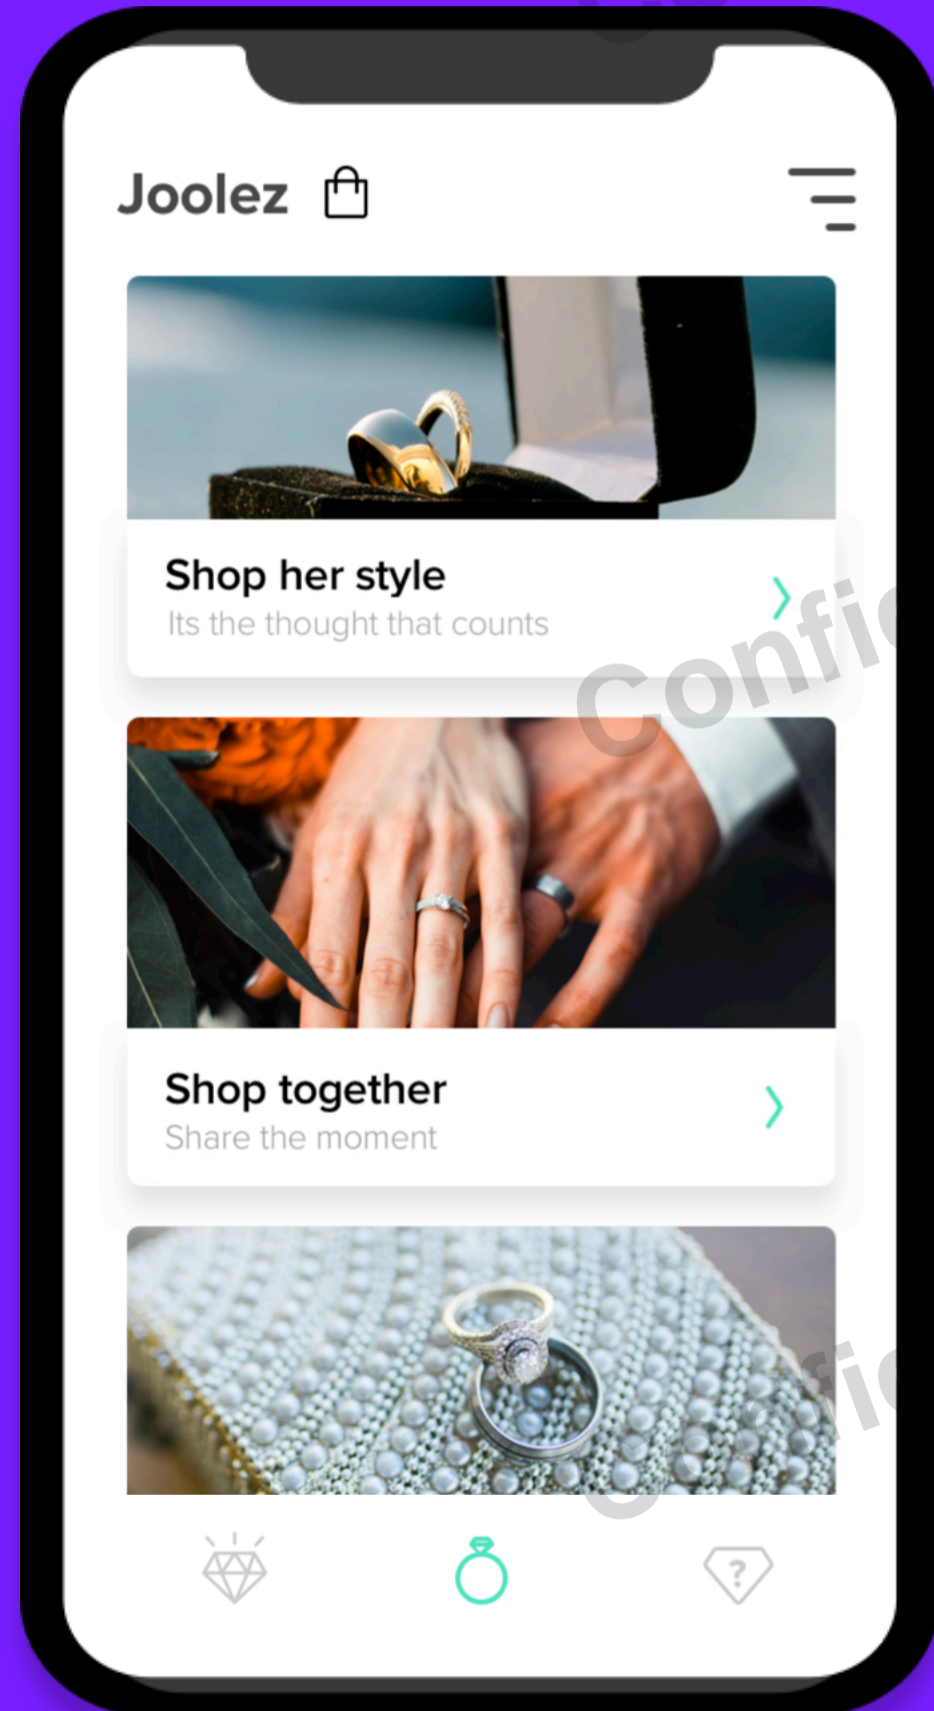 Joolez
Shop her style
Its the thought that counts
Shop together
Share the moment
?